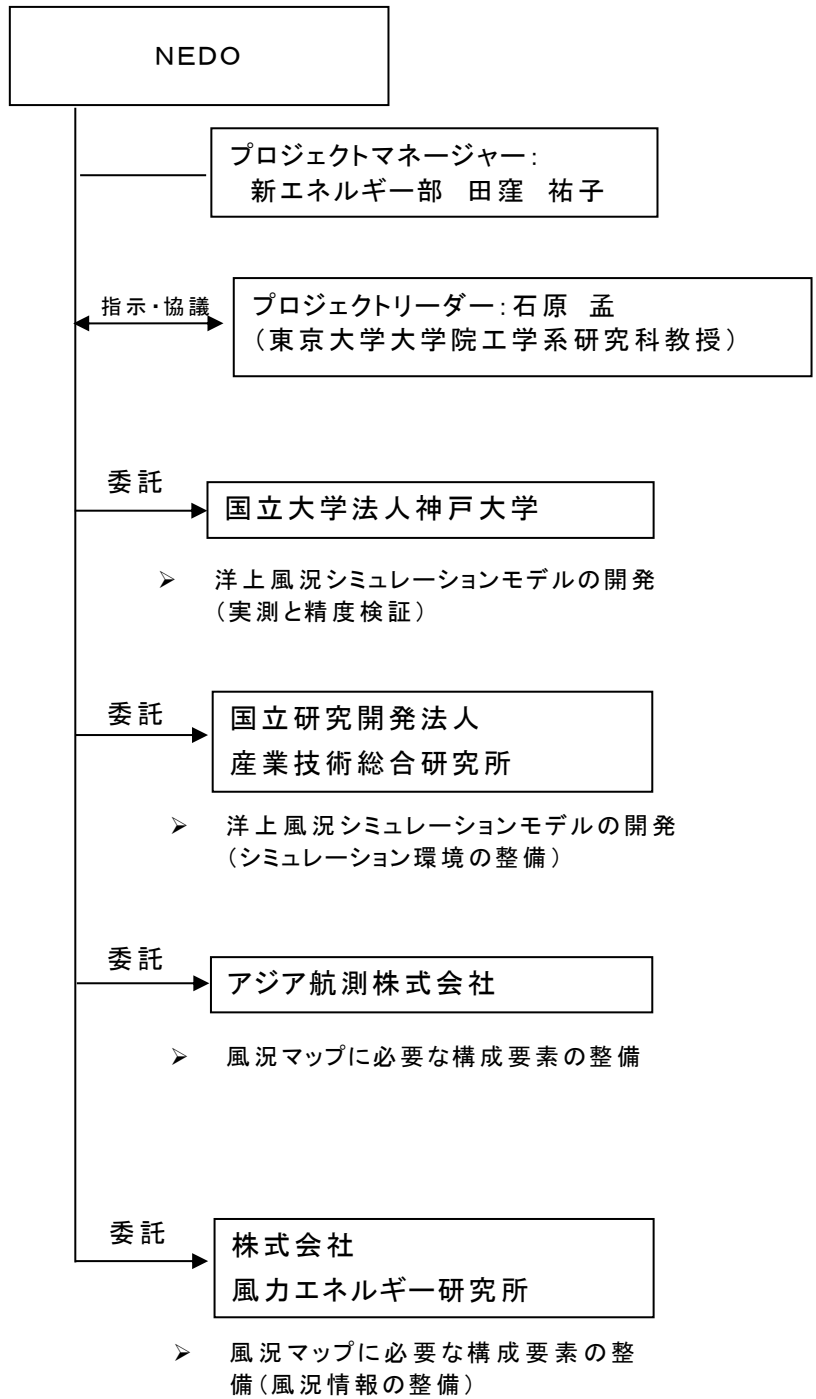 NEDO
プロジェクトマネージャー:
新エネルギー部 田窪 祐子
指示・協議
プロジェクトリーダー:石原 孟
(東京大学大学院工学系研究科教授)
委託
国立大学法人神戸大学
➢ 洋上風況シミュレーションモデルの開発
(実測と精度検証)
委託
国立研究開発法人
産業技術総合研究所
➢ 洋上風況シミュレーションモデルの開発
(シミュレーション環境の整備)
委託
アジア航測株式会社
➢ 風況マップに必要な構成要素の整備
委託
株式会社
風力エネルギー研究所
➢ 風況マップに必要な構成要素の整
備(風況情報の整備)